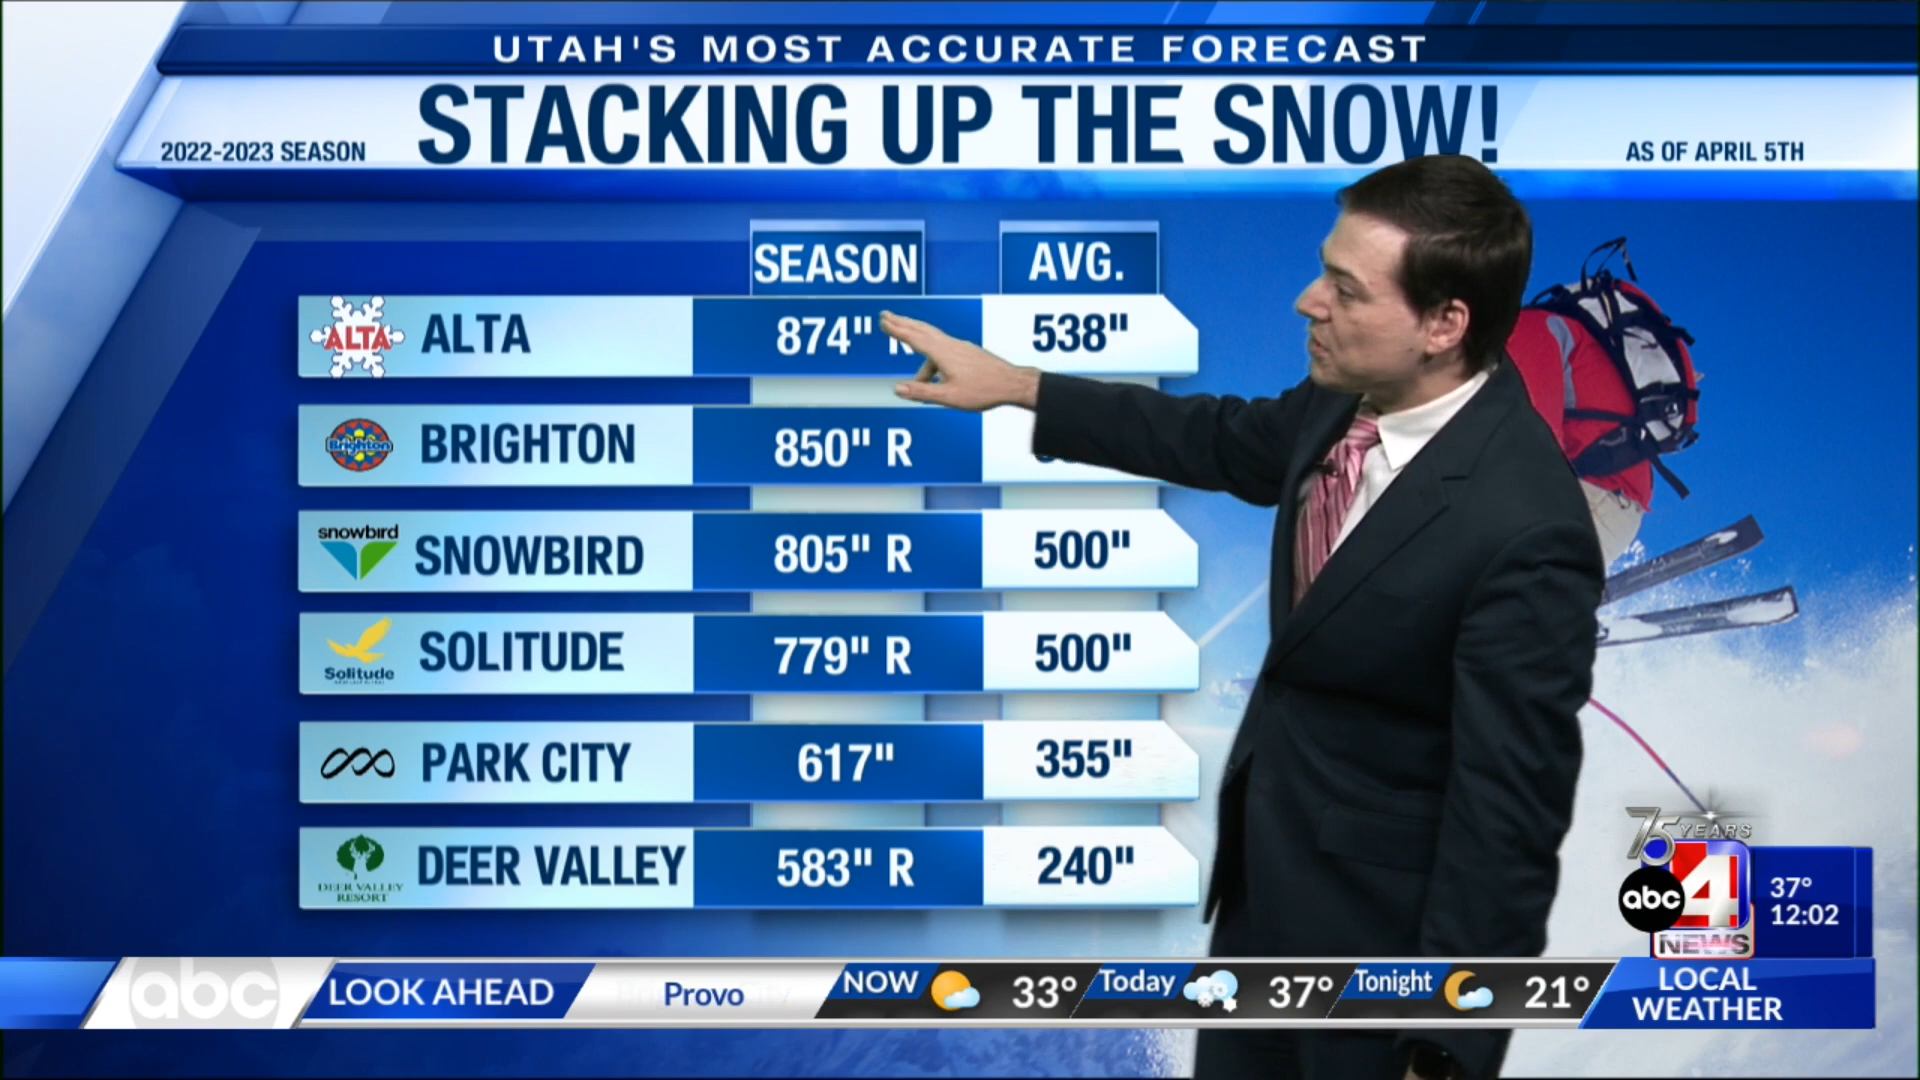 UTAH'S MOST ACCURATE FORECAST
STACKING UP THE SNOW!
2022-2023 SEASON
AS OF APRIL 5TH
SEASON AVG.
ALTA ALTA 874" 538"
Brighton BRIGHTON 850" R
snowbird SNOWBIRD 805" R 500"
Solitude SOLITUDE 779" R 500"
PARK CITY 617" 355"
DEER VALLEY RESORT DEER VALLEY 583" R 240"
75 YEARS
abc 4
NEWS
37°
12:02
abc LOOK AHEAD Provo NOW 33° Today 37° Tonight 21°
LOCAL
WEATHER